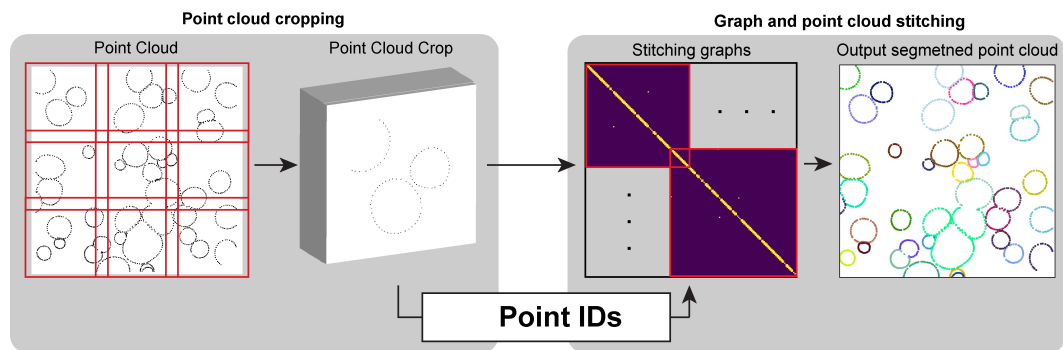 Point cloud cropping
Graph and point cloud stitching
Point Cloud
Point Cloud Crop
Stitching graphs
Output segmetned point cloud
Point IDs